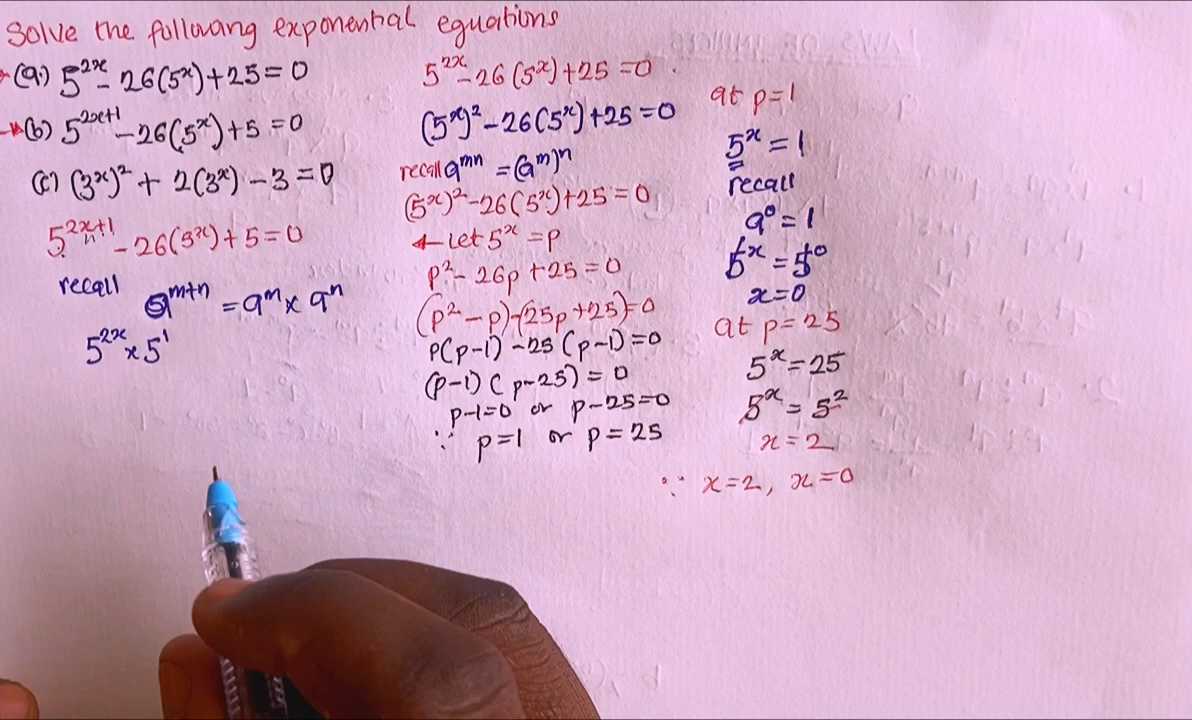 Solve the following exponential equations
(a) 5^{2x} - 26(5^x) + 25 = 0
(b) 5^{2x+1} - 26(5^x) + 5 = 0
(c) (3^x)^2 + 2(3^x) - 3 = 0
5^{2x+1} - 26(5^x) + 5 = 0
recall a^{m+n} = a^m × a^n
5^{2x} × 5^1
5^{2x} - 26(5^x) + 25 = 0
(5^x)^2 - 26(5^x) + 25 = 0
recall a^{mn} = (a^m)^n
(5^x)^2 - 26(5^x) + 25 = 0
Let 5^x = p
p^2 - 26p + 25 = 0
(p^2 - p) - (25p + 25) = 0
p(p-1) - 25(p-1) = 0
(p-1)(p-25) = 0
p-1=0 or p-25=0
∵ p=1 or p=25
at p=1
5^x = 1
recall
a^0 = 1
5^x = 5^0
x=0
at p=25
5^x = 25
5^x = 5^2
x = 2
∵ x=2, x=0